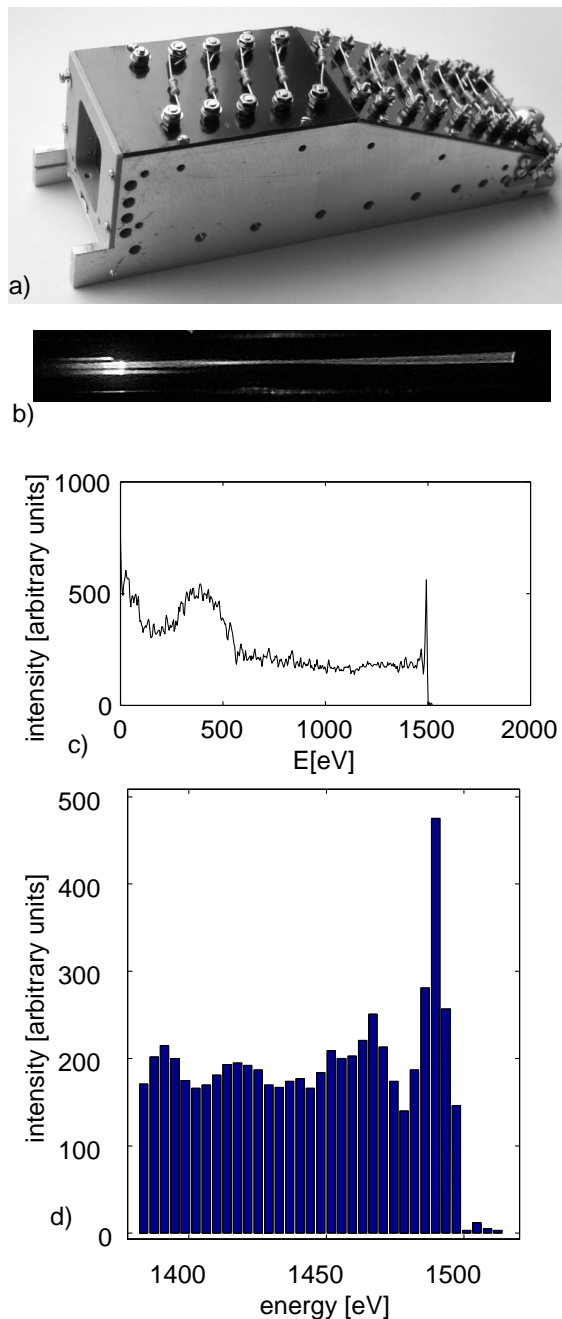 a)
b)
1000
500
0
intensity [arbitrary units]
0 500 1000 1500 2000
E[eV]
c)
500
400
300
200
100
0
intensity [arbitrary units]
d)
1400 1450 1500
energy [eV]